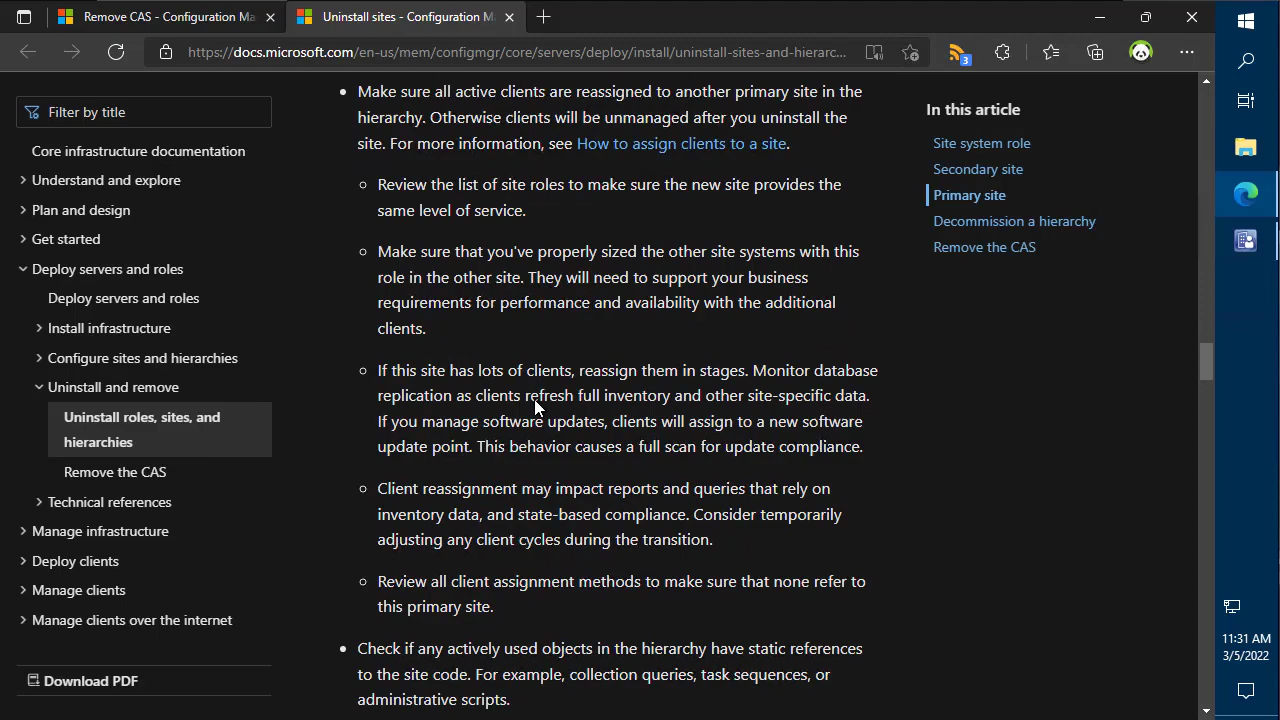 Remove CAS - Configuration Ma
Uninstall sites - Configuration M
https://docs.microsoft.com/en-us/mem/configmgr/core/servers/deploy/install/uninstall-sites-and-hierarc...
3
Filter by title
Core infrastructure documentation
Understand and explore
Plan and design
Get started
Deploy servers and roles
Deploy servers and roles
Install infrastructure
Configure sites and hierarchies
Uninstall and remove
Uninstall roles, sites, and
hierarchies
Remove the CAS
Technical references
Manage infrastructure
Deploy clients
Manage clients
Manage clients over the internet
Download PDF
Make sure all active clients are reassigned to another primary site in the
hierarchy. Otherwise clients will be unmanaged after you uninstall the
site. For more information, see How to assign clients to a site.
Review the list of site roles to make sure the new site provides the
same level of service.
Make sure that you've properly sized the other site systems with this
role in the other site. They will need to support your business
requirements for performance and availability with the additional
clients.
If this site has lots of clients, reassign them in stages. Monitor database
replication as clients refresh full inventory and other site-specific data.
If you manage software updates, clients will assign to a new software
update point. This behavior causes a full scan for update compliance.
Client reassignment may impact reports and queries that rely on
inventory data, and state-based compliance. Consider temporarily
adjusting any client cycles during the transition.
Review all client assignment methods to make sure that none refer to
this primary site.
Check if any actively used objects in the hierarchy have static references
to the site code. For example, collection queries, task sequences, or
administrative scripts.
In this article
Site system role
Secondary site
Primary site
Decommission a hierarchy
Remove the CAS
11:31 AM
3/5/2022